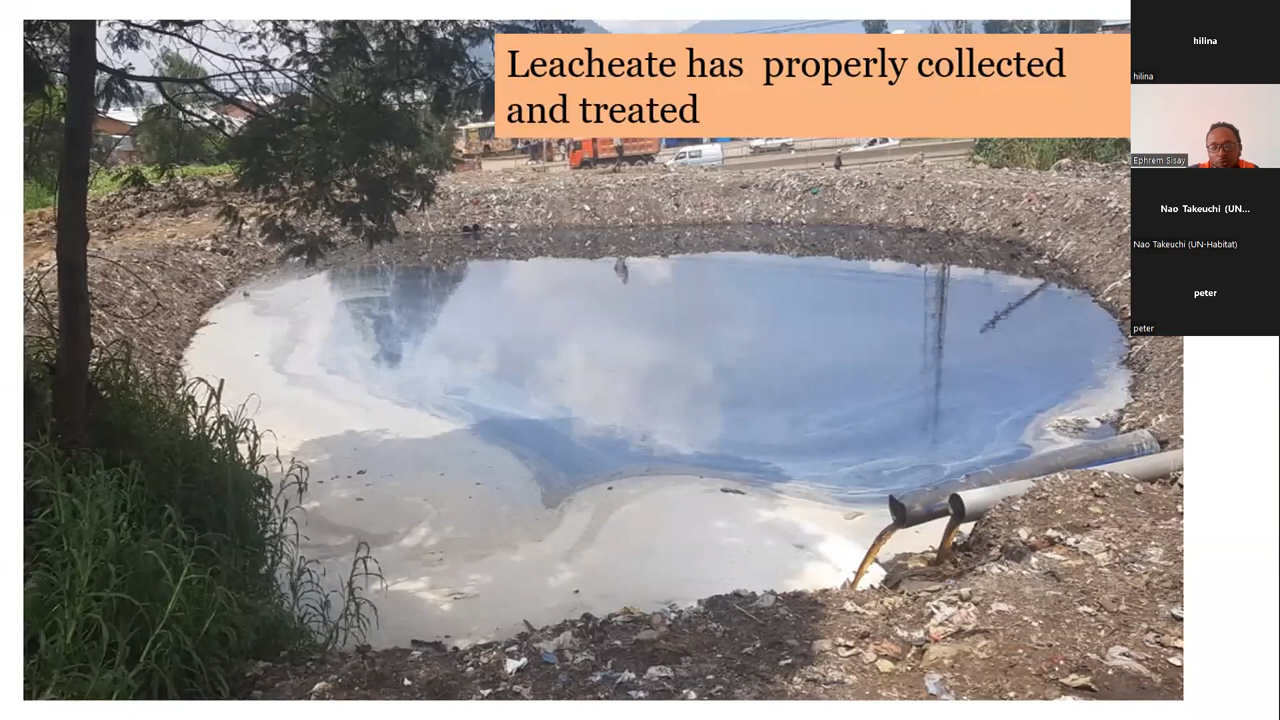 Leacheate has properly collected
and treated
hilina
hilina
Ephrem Sisay
Nao Takeuchi (UN...
Nao Takeuchi (UN-Habitat)
peter
peter